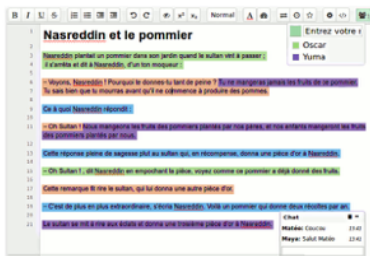 Normal
Entrez votre n
Oscar
Yuma
Nasreddin et le pommier
Nasreddin plantait un pommier dans son jardin quand le sultan vint à passer ;
il s'arrêta et dit à Nasreddin, d'un ton moqueur :
– Voyons, Nasreddin ! Pourquoi te donnes-tu tant de peine ? Tu ne mangeras jamais les fruits de ce pommier.
Tu sais bien que tu mourras avant qu'il ne commence à produire des pommes.
Ce à quoi Nasreddin répondit :
– Oh Sultan ! Nous mangeons les fruits des pommiers plantés par nos pères, et nos enfants mangeront les fruits
des pommiers plantés par nous.
Cette réponse pleine de sagesse plut au sultan qui, en récompense, donna une pièce d'or à Nasreddin.
– Oh Sultan !, dit Nasreddin en empochant la pièce, voyez comme ce pommier a déjà donné des fruits.
Cette remarque fit rire le sultan, qui lui donna une autre pièce d'or.
– C'est de plus en plus extraordinaire, s'écria Nasreddin. Voilà un pommier qui donne deux récoltes par an.
Le sultan se mit à rire aux éclats et donna une troisième pièce d'or à Nasreddin.
Chat
Matéo: Coucou 15:41
Maya: Salut Matéo 15:41